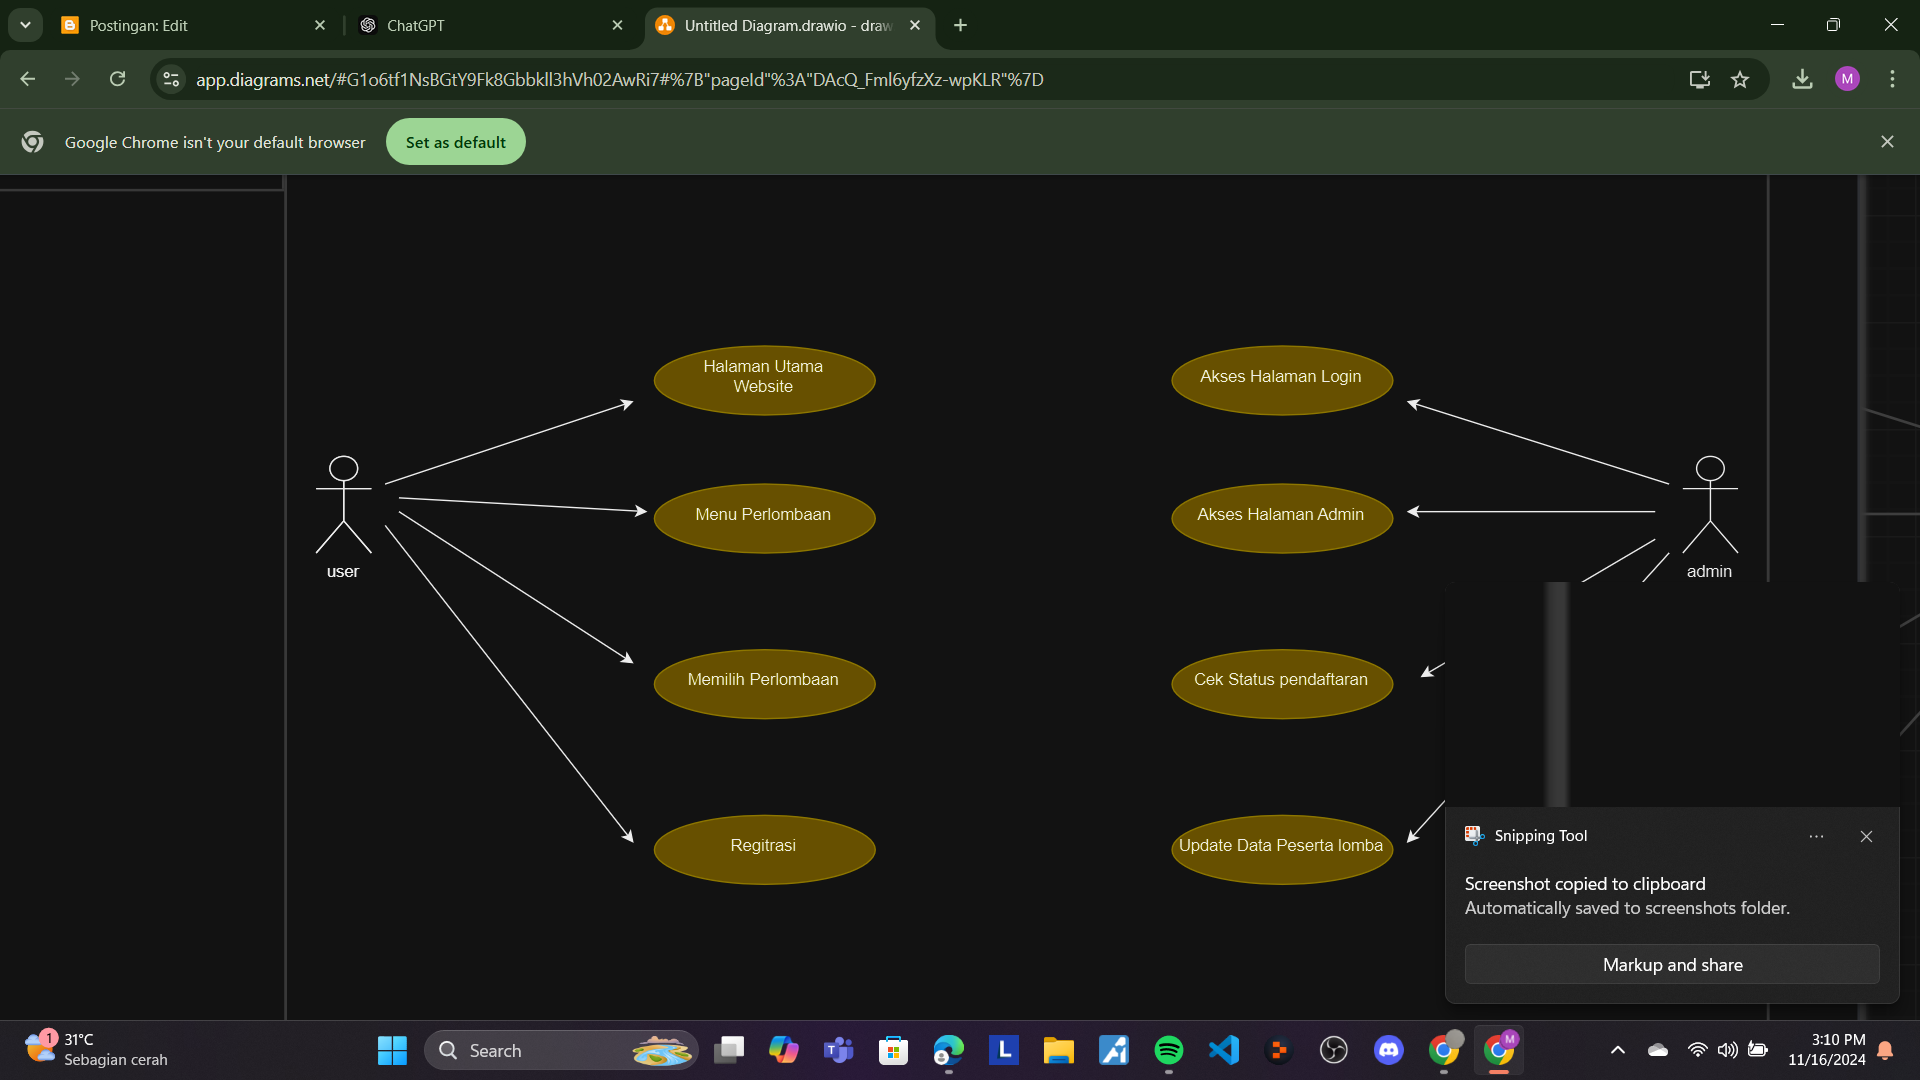 Postingan: Edit
ChatGPT
Untitled Diagram.drawio - draw
app.diagrams.net/#G1o6tf1NsBGtY9Fk8Gbbkll3hVh02AwRi7#%7B"pageId"%3A"DAcQ_Fml6yfzXz-wpKLR"%7D
M
Google Chrome isn't your default browser
Set as default
Halaman Utama
Website
Akses Halaman Login
Menu Perlombaan
Akses Halaman Admin
user
admin
Memilih Perlombaan
Cek Status pendaftaran
Regitrasi
Update Data Peserta lomba
Snipping Tool
Screenshot copied to clipboard
Automatically saved to screenshots folder.
Markup and share
1
31°C
Sebagian cerah
Search
L
M
3:10 PM
11/16/2024